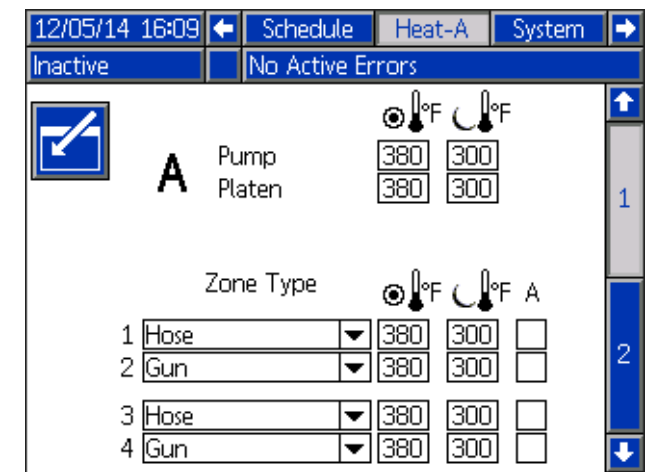 12/05/14 16:09 Schedule Heat-A System
Inactive No Active Errors
°F °F
A
Pump 380 300
Platen 380 300
1
Zone Type °F °F A
1 Hose 380 300
2 Gun 380 300
2
3 Hose 380 300
4 Gun 380 300